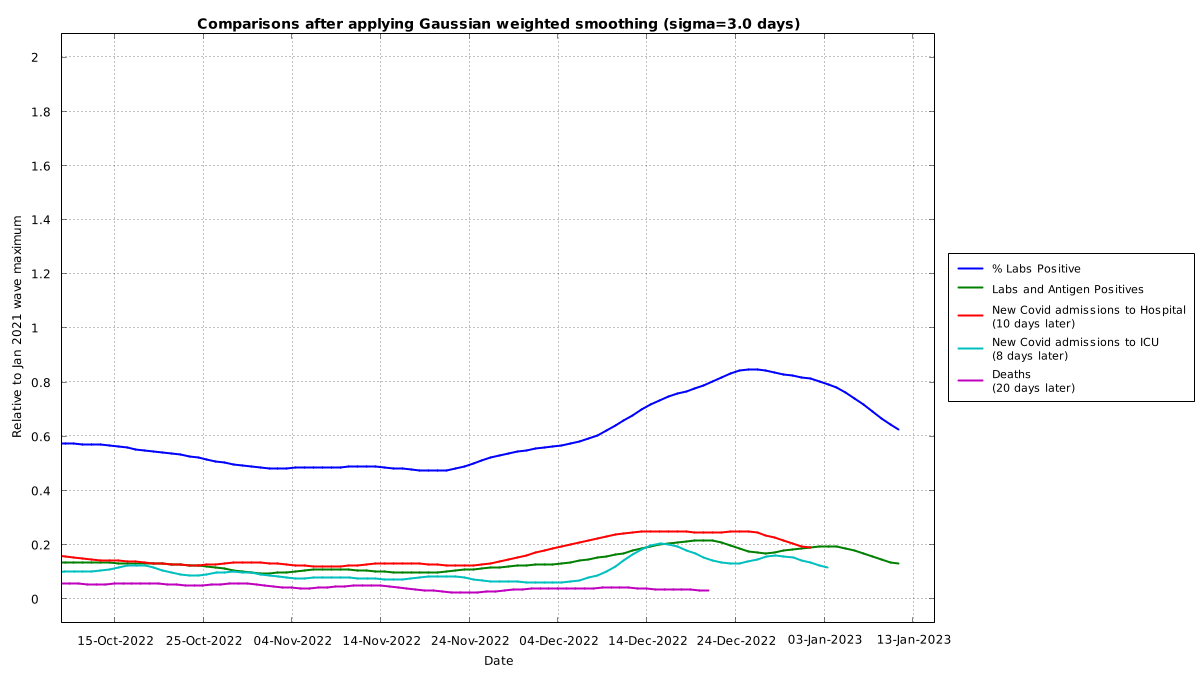 Comparisons after applying Gaussian weighted smoothing (sigma=3.0 days)
Relative to Jan 2021 wave maximum
2
1.8
1.6
1.4
1.2
1
0.8
0.6
0.4
0.2
0
15-Oct-2022 25-Oct-2022 04-Nov-2022 14-Nov-2022 24-Nov-2022 04-Dec-2022 14-Dec-2022 24-Dec-2022 03-Jan-2023 13-Jan-2023
Date
% Labs Positive
Labs and Antigen Positives
New Covid admissions to Hospital
(10 days later)
New Covid admissions to ICU
(8 days later)
Deaths
(20 days later)